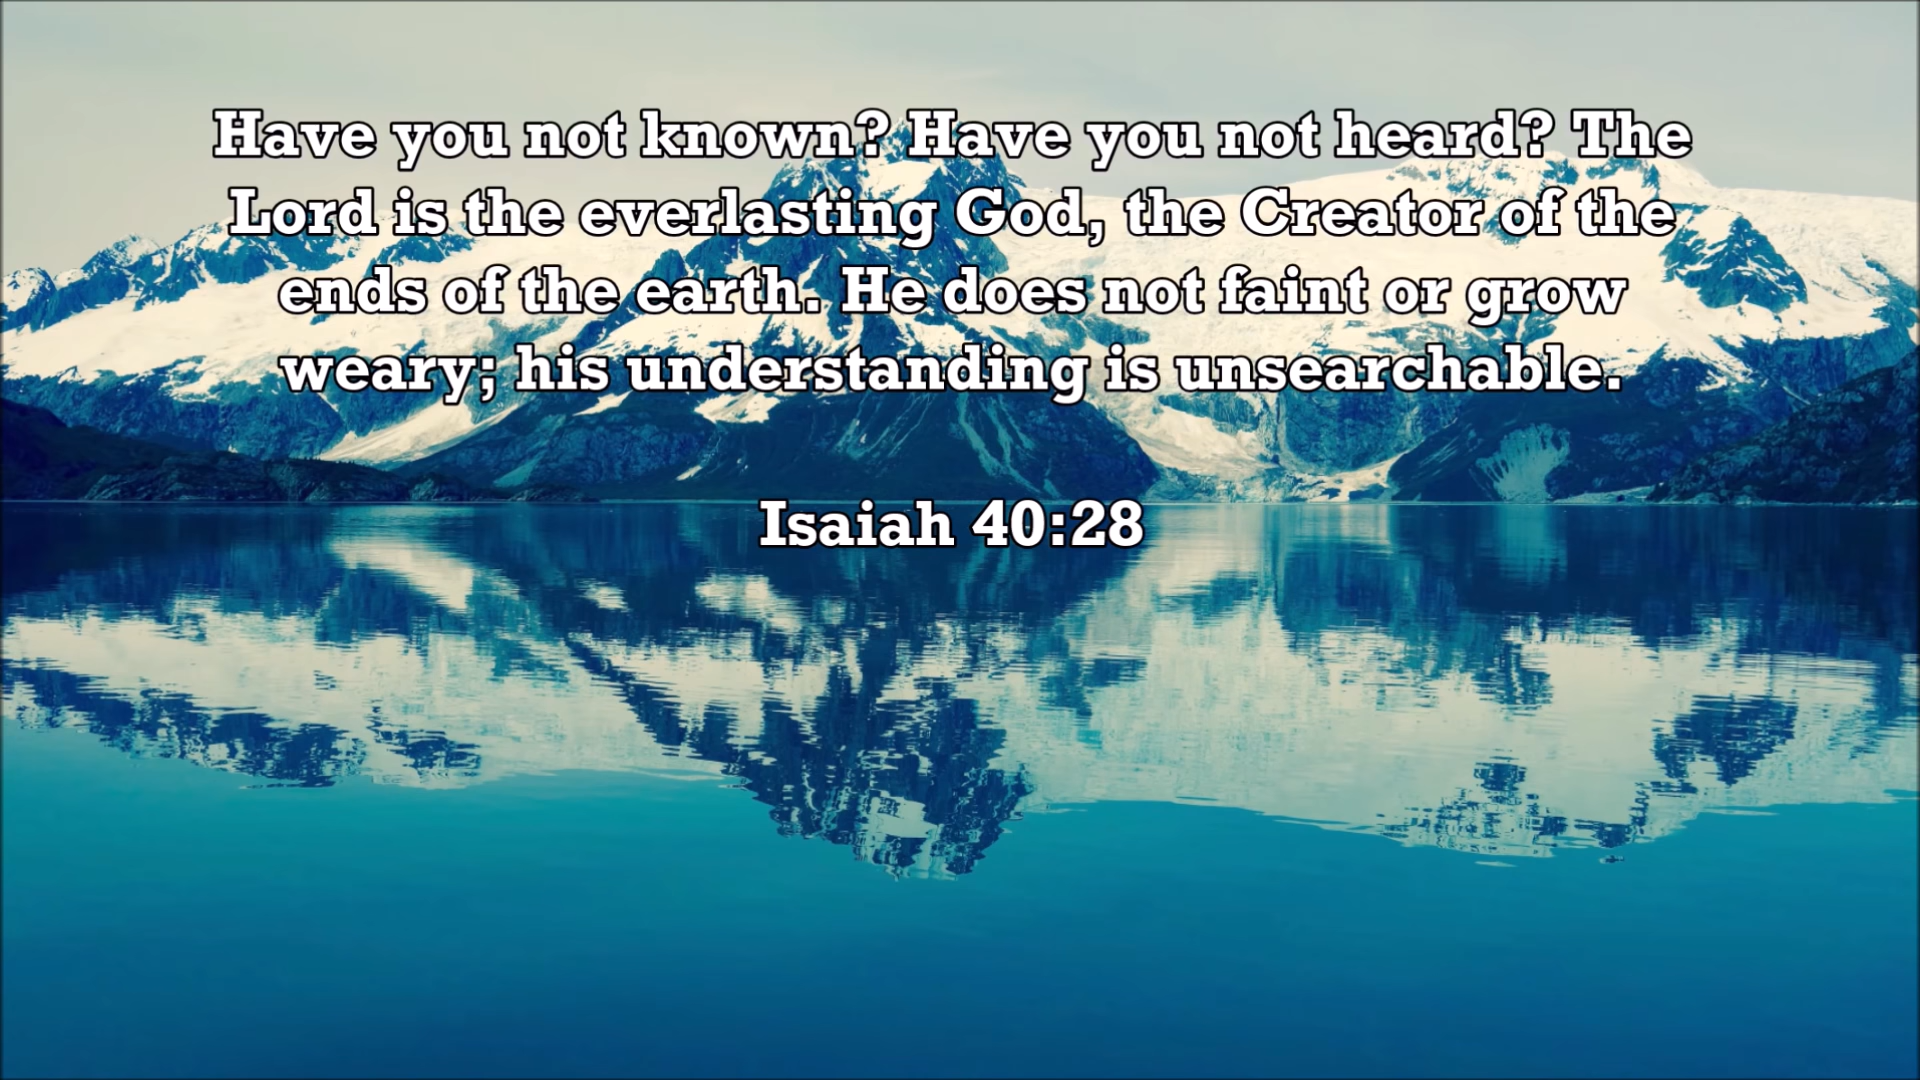 Have you not known? Have you not heard? The
Lord is the everlasting God, the Creator of the
ends of the earth. He does not faint or grow
weary; his understanding is unsearchable.
Isaiah 40:28